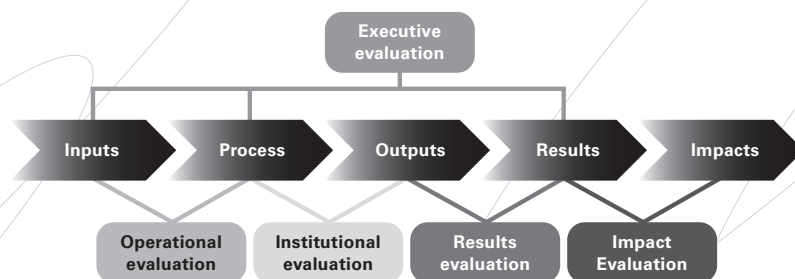 Executive
evaluation
Inputs
Process
Outputs
Results
Impacts
Operational
evaluation
Institutional
evaluation
Results
evaluation
Impact
Evaluation